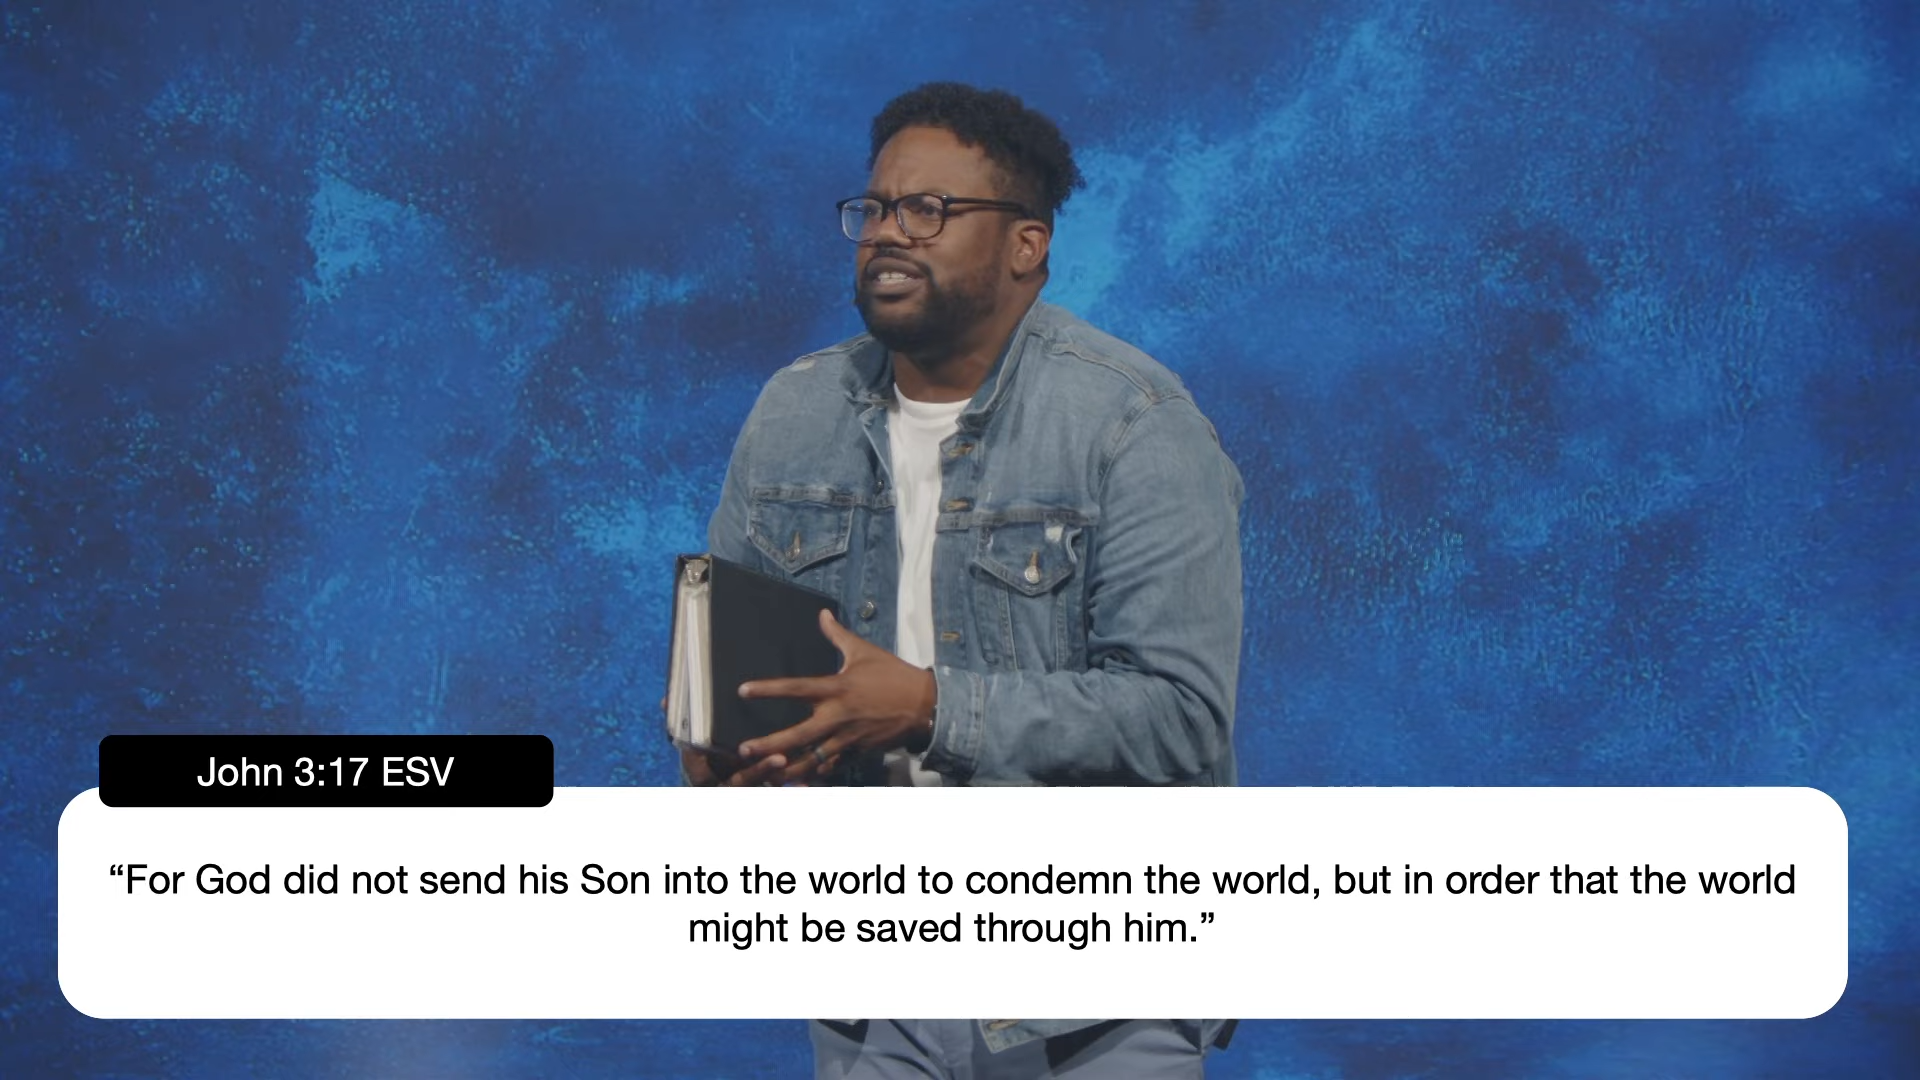 John 3:17 ESV
“For God did not send his Son into the world to condemn the world, but in order that the world
might be saved through him.”